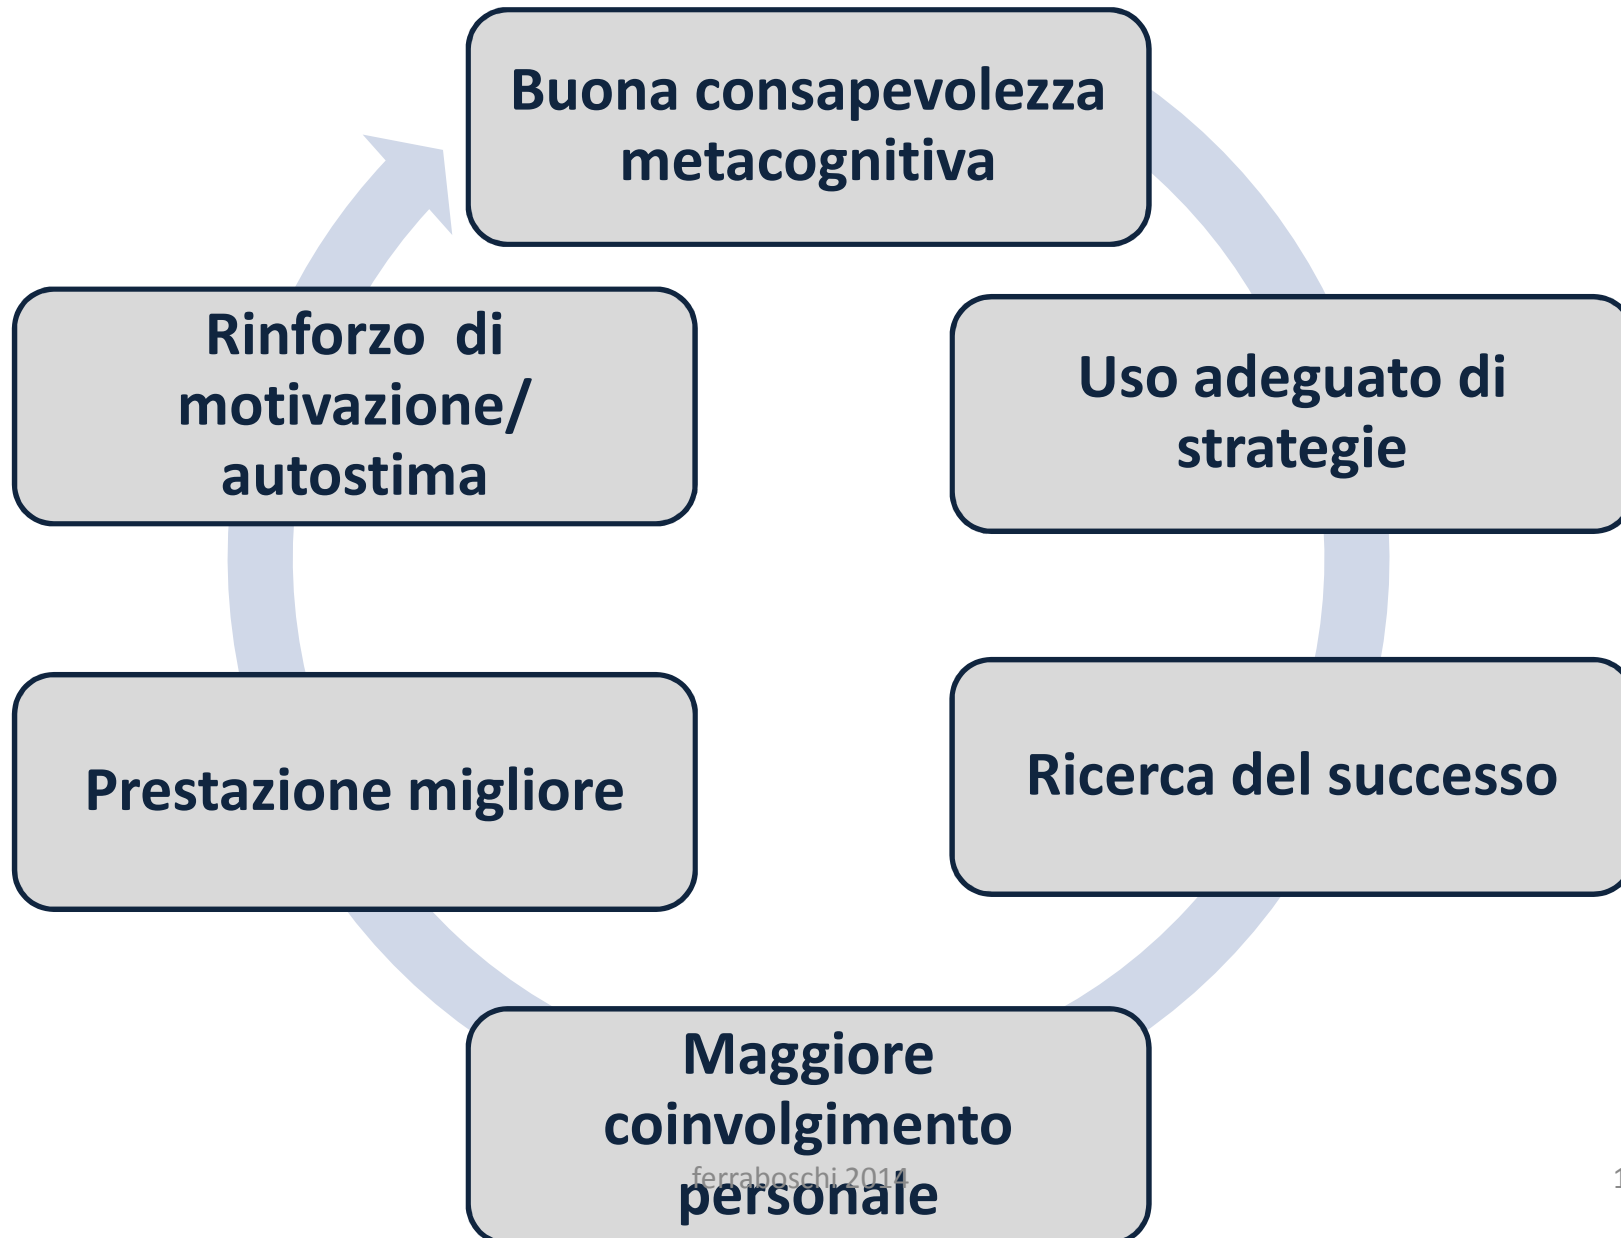 Buona consapevolezza
metacognitiva
Uso adeguato di
strategie
Ricerca del successo
Maggiore
coinvolgimento
personale
Prestazione migliore
Rinforzo  di
motivazione/
autostima
ferraboschi 2014
1